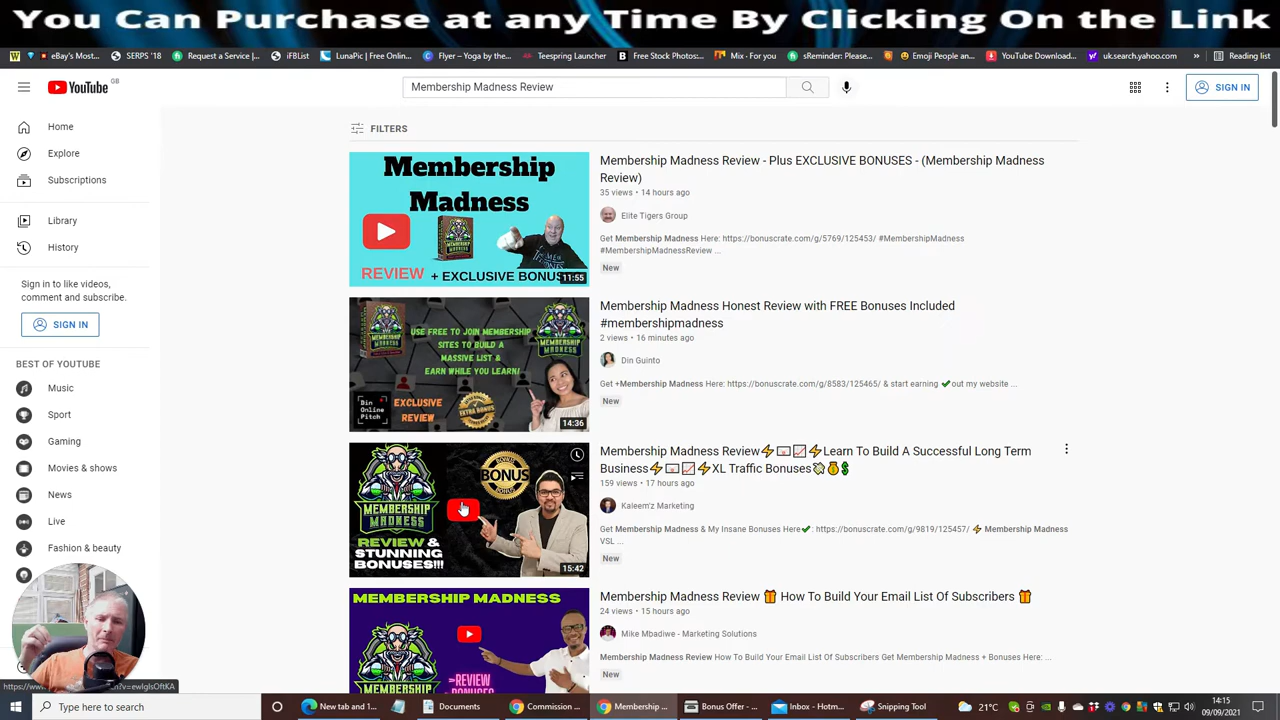 You Can Purchase at Any Time by Clicking On the Link
eBay's Most...
SERPS '18
Request a Service |...
iFBList
LunaPic | Free Onlin...
Flyer – Yoga by the...
Teespring Launcher
Free Stock Photos:...
Mix - For you
sReminder: Please...
Emoji People an...
YouTube Download...
uk.search.yahoo.com
»
Reading list
YouTube GB
Membership Madness Review
SIGN IN
Home
Explore
Subscriptions
Library
History
Sign in to like videos,
comment and subscribe.
SIGN IN
BEST OF YOUTUBE
Music
Sport
Gaming
Movies & shows
News
Live
Fashion & beauty
FILTERS
Membership
Madness
REVIEW + EXCLUSIVE BONUS
11:55
Membership Madness Review - Plus EXCLUSIVE BONUSES - (Membership Madness
Review)
35 views • 14 hours ago
Elite Tigers Group
Get Membership Madness Here: https://bonuscrate.com/g/5769/125453/ #MembershipMadness
#MembershipMadnessReview ...
New
USE FREE TO JOIN MEMBERSHIP
SITES TO BUILD A
MASSIVE LIST &
EARN WHILE YOU LEARN!
Din
Online
Pitch
EXCLUSIVE
REVIEW
14:36
Membership Madness Honest Review with FREE Bonuses Included
#membershipmadness
2 views • 16 minutes ago
Din Guinto
Get +Membership Madness Here: https://bonuscrate.com/g/8583/125465/ & start earning ✔out my website ...
New
BONUS
MEMBERSHIP
MADNESS
REVIEW &
STUNNING
BONUSES!!!
15:42
Membership Madness Review⚡💌📈⚡Learn To Build A Successful Long Term
Business⚡💌📈⚡XL Traffic Bonuses💸💰💲
159 views • 17 hours ago
Kaleem'z Marketing
Get Membership Madness & My Insane Bonuses Here✔: https://bonuscrate.com/g/9819/125457/ ⚡ Membership Madness
VSL ...
New
MEMBERSHIP MADNESS
MEMBERSHIP
-REVIEW
-BONUSES
Membership Madness Review 🎁 How To Build Your Email List Of Subscribers 🎁
24 views • 15 hours ago
Mike Mbadiwe - Marketing Solutions
Membership Madness Review How To Build Your Email List Of Subscribers Get Membership Madness + Bonuses Here: ...
New
Type here to search
New tab and 1...
Documents
Commission ...
Membership ...
Bonus Offer - ...
Inbox - Hotm...
Snipping Tool
21°C
14:15
09/09/2021